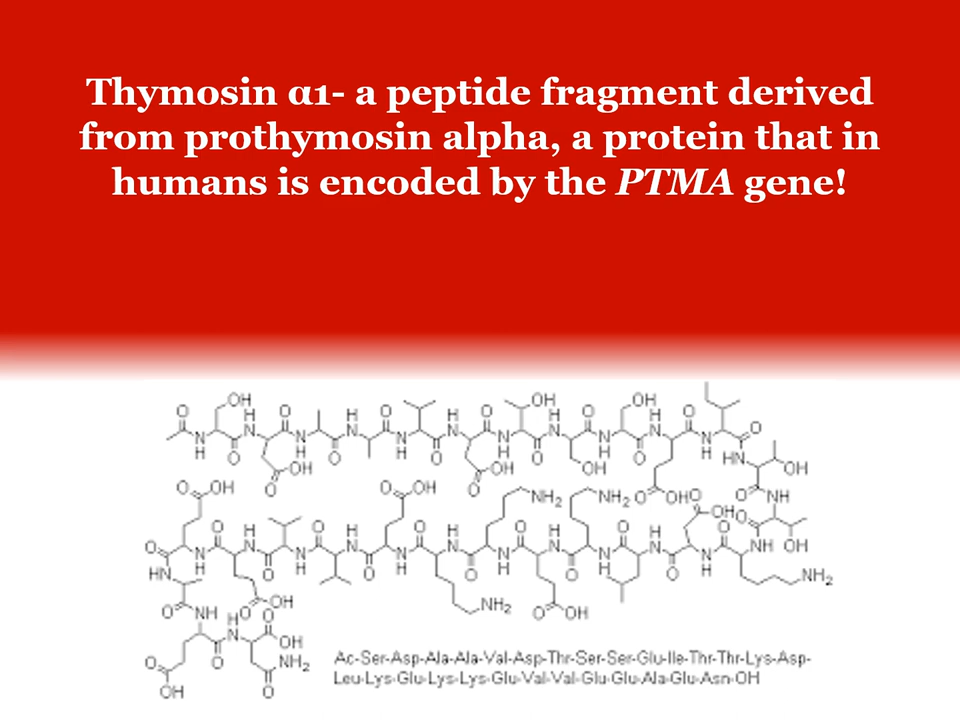 Thymosin α1- a peptide fragment derived
from prothymosin alpha, a protein that in
humans is encoded by the PTMA gene!
Ac-Ser-Asp-Ala-Ala-Val-Asp-Thr-Ser-Ser-Glu-Ile-Thr-Thr-Lys-Asp-
Leu-Lys-Glu-Lys-Lys-Glu-Val-Val-Glu-Glu-Ala-Glu-Asn-OH